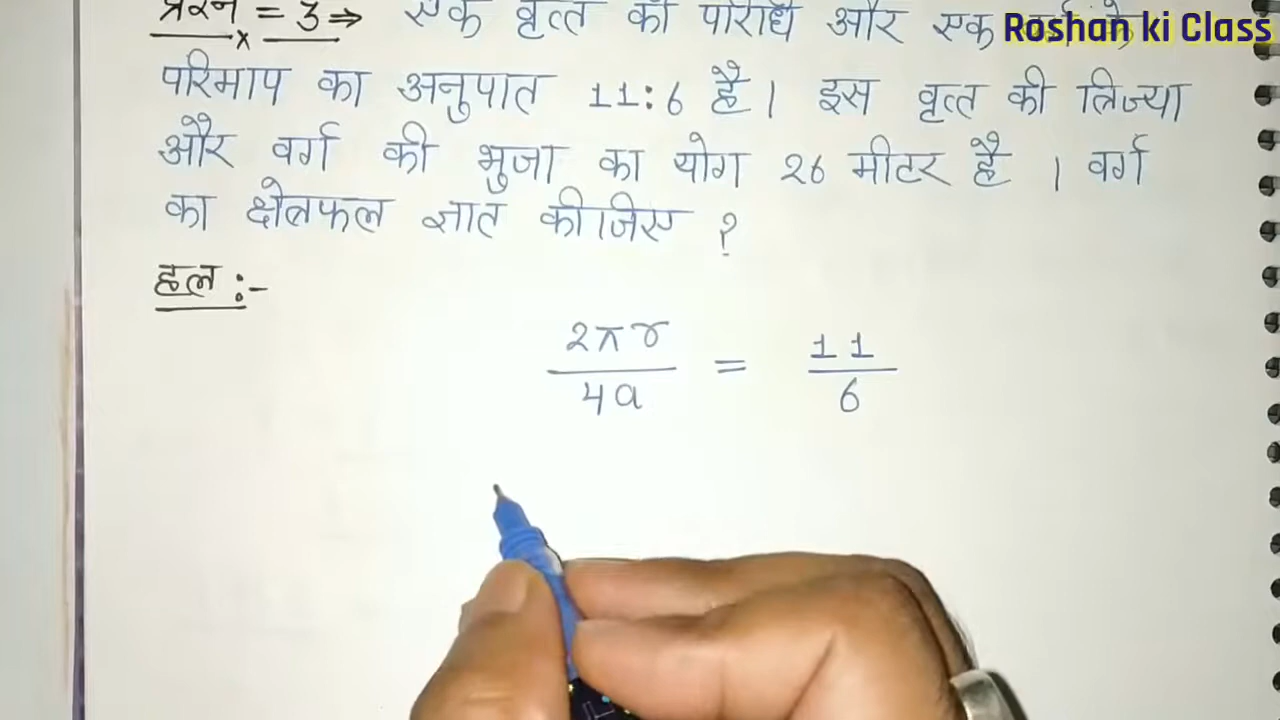 प्रश्न = 3 ⇒ एक वृत्त की परिधि और एक के
Roshan ki Class
परिमाप का अनुपात 11:6 है। इस वृत्त की त्रिज्या
और वर्ग की भुजा का योग 26 मीटर है । वर्ग
का क्षेत्रफल ज्ञात कीजिए ?
हल :-
2πr / 4a = 11 / 6